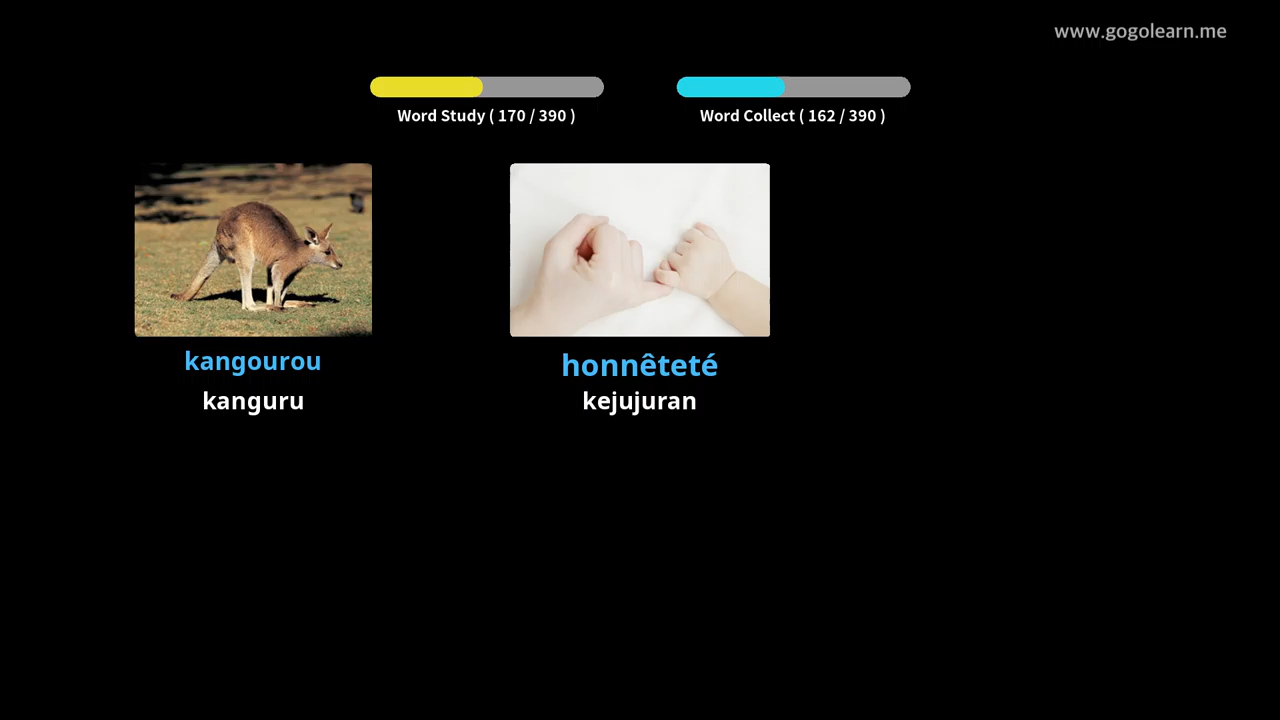 www.gogolearn.me
Word Study ( 170 / 390 )
Word Collect ( 162 / 390 )
kangourou
kanguru
honnêteté
kejujuran